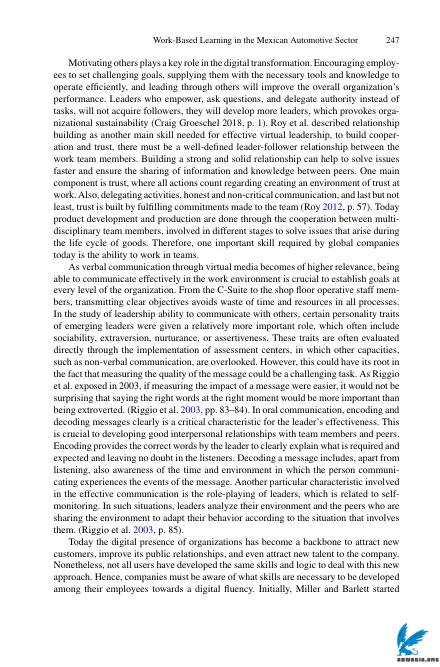 Work-Based Learning in the Mexican Automotive Sector 247
Motivating others plays a key role in the digital transformation. Encouraging employ-
ees to set challenging goals, supplying them with the necessary tools and knowledge to
operate efficiently, and leading through others will improve the overall organization's
performance. Leaders who empower, ask questions, and delegate authority instead of
tasks, will not acquire followers, they will develop more leaders, which provokes orga-
nizational sustainability (Craig Groeschel 2018, p. 1). Roy et al. described relationship
building as another main skill needed for effective virtual leadership, to build cooper-
ation and trust, there must be a well-defined leader-follower relationship between the
work team members. Building a strong and solid relationship can help to solve issues
faster and ensure the sharing of information and knowledge between peers. One main
component is trust, where all actions count regarding creating an environment of trust at
work. Also, delegating activities, honest and non-critical communication, and last but not
least, trust is built by fulfilling commitments made to the team (Roy 2012, p. 57). Today
product development and production are done through the cooperation between multi-
disciplinary team members, involved in different stages to solve issues that arise during
the life cycle of goods. Therefore, one important skill required by global companies
today is the ability to work in teams.
As verbal communication through virtual media becomes of higher relevance, being
able to communicate effectively in the work environment is crucial to establish goals at
every level of the organization. From the C-Suite to the shop floor operative staff mem-
bers, transmitting clear objectives avoids waste of time and resources in all processes.
In the study of leadership ability to communicate with others, certain personality traits
of emerging leaders were given a relatively more important role, which often include
sociability, extraversion, nurturance, or assertiveness. These traits are often evaluated
directly through the implementation of assessment centers, in which other capacities,
such as non-verbal communication, are overlooked. However, this could have its root in
the fact that measuring the quality of the message could be a challenging task. As Riggio
et al. exposed in 2003, if measuring the impact of a message were easier, it would not be
surprising that saying the right words at the right moment would be more important than
being extroverted. (Riggio et al. 2003, pp. 83–84). In oral communication, encoding and
decoding messages clearly is a critical characteristic for the leader's effectiveness. This
is crucial to developing good interpersonal relationships with team members and peers.
Encoding provides the correct words by the leader to clearly explain what is required and
expected and leaving no doubt in the listeners. Decoding a message includes, apart from
listening, also awareness of the time and environment in which the person communi-
cating experiences the events of the message. Another particular characteristic involved
in the effective communication is the role-playing of leaders, which is related to self-
monitoring. In such situations, leaders analyze their environment and the peers who are
sharing the environment to adapt their behavior according to the situation that involves
them. (Riggio et al. 2003, p. 85).
Today the digital presence of organizations has become a backbone to attract new
customers, improve its public relationships, and even attract new talent to the company.
Nonetheless, not all users have developed the same skills and logic to deal with this new
approach. Hence, companies must be aware of what skills are necessary to be developed
among their employees towards a digital fluency. Initially, Miller and Barlett started